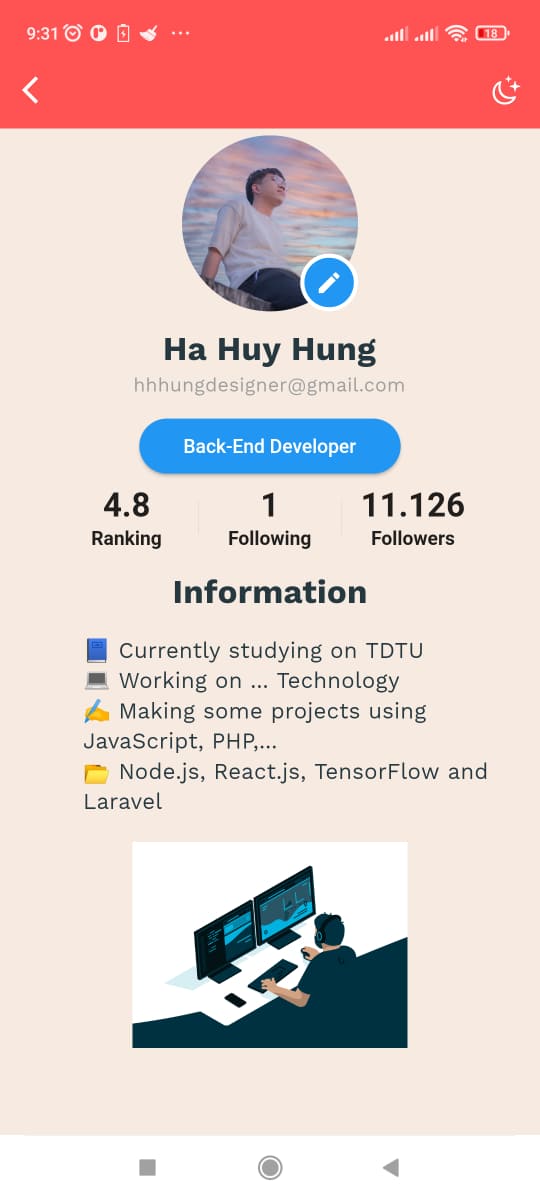 9:31
18
Ha Huy Hung
hhhungdesigner@gmail.com
Back-End Developer
4.8 1 11.126
Ranking Following Followers
Information
📘 Currently studying on TDTU
💻 Working on ... Technology
✍️ Making some projects using
JavaScript, PHP,...
📂 Node.js, React.js, TensorFlow and
Laravel